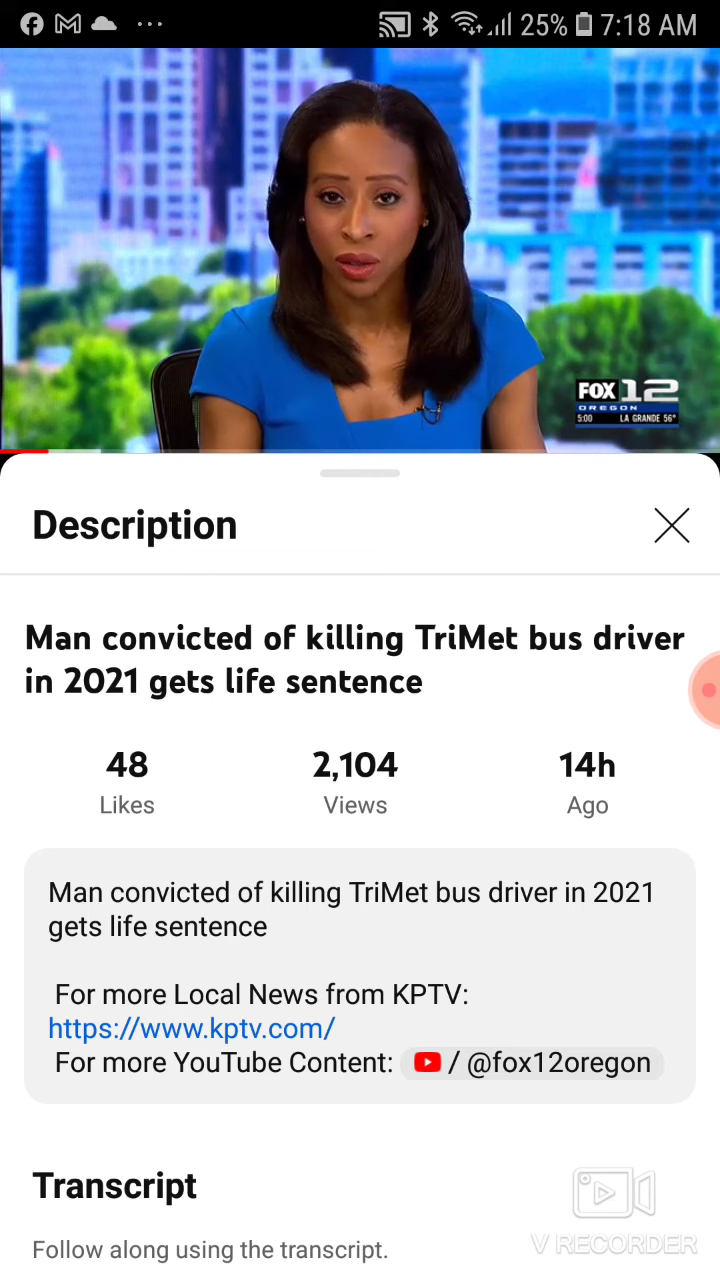 25% 7:18 AM
FOX 12
OREGON
5:00 LA GRANDE 56°
Description
Man convicted of killing TriMet bus driver
in 2021 gets life sentence
48 2,104 14h
Likes Views Ago
Man convicted of killing TriMet bus driver in 2021
gets life sentence
For more Local News from KPTV:
https://www.kptv.com/
For more YouTube Content: / @fox12oregon
Transcript
Follow along using the transcript.
V RECORDER